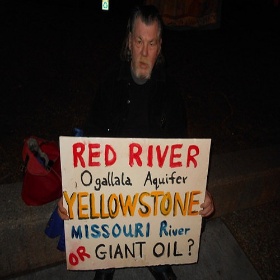 RED RIVER
Ogallala Aquifer
YELLOWSTONE
MISSOURI River
OR GIANT OIL?